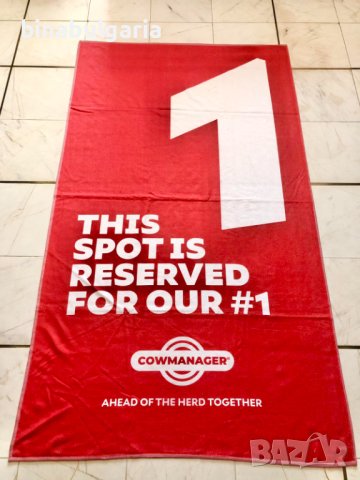 binabulgaria
1
THIS
SPOT IS
RESERVED
FOR OUR #1
COWMANAGER®
AHEAD OF THE HERD TOGETHER
BAZAR